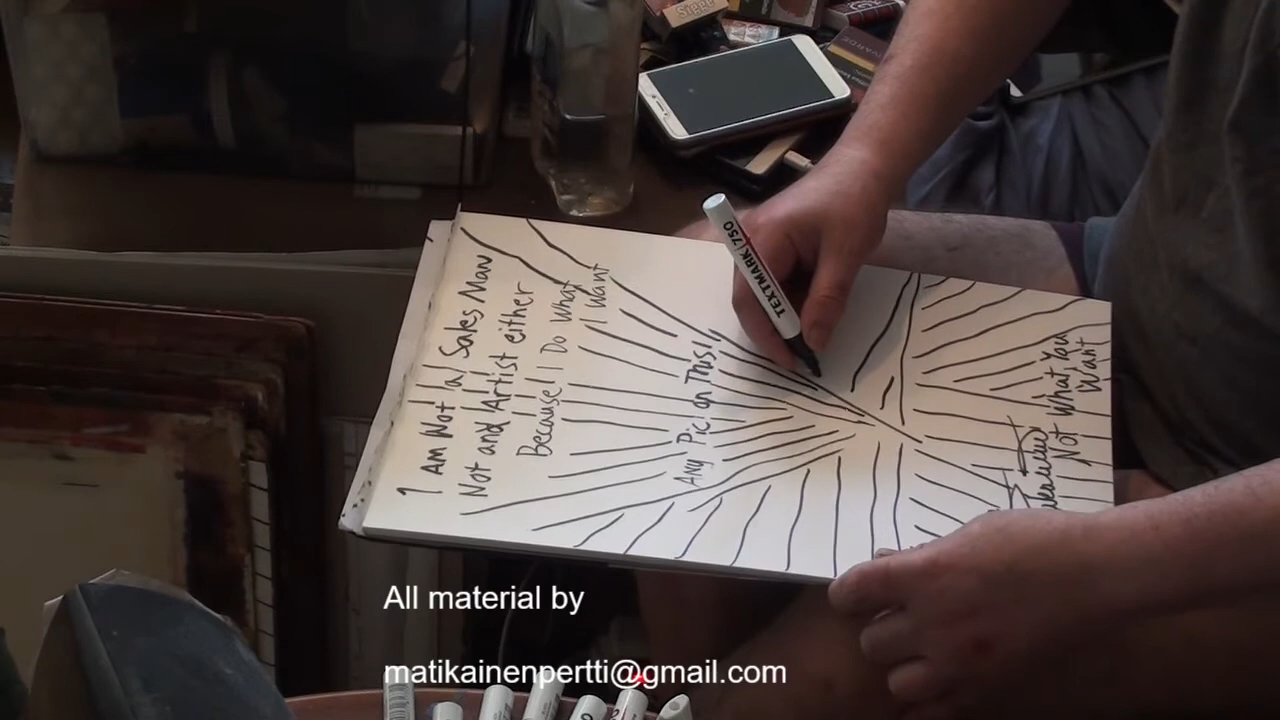 I AM Not a Sales Man
Not and Artist either
Because I Do What
I Want
Any Pic on This!
Not What You
Want
TEXTMARK 750
All material by
matikainenpertti@gmail.com